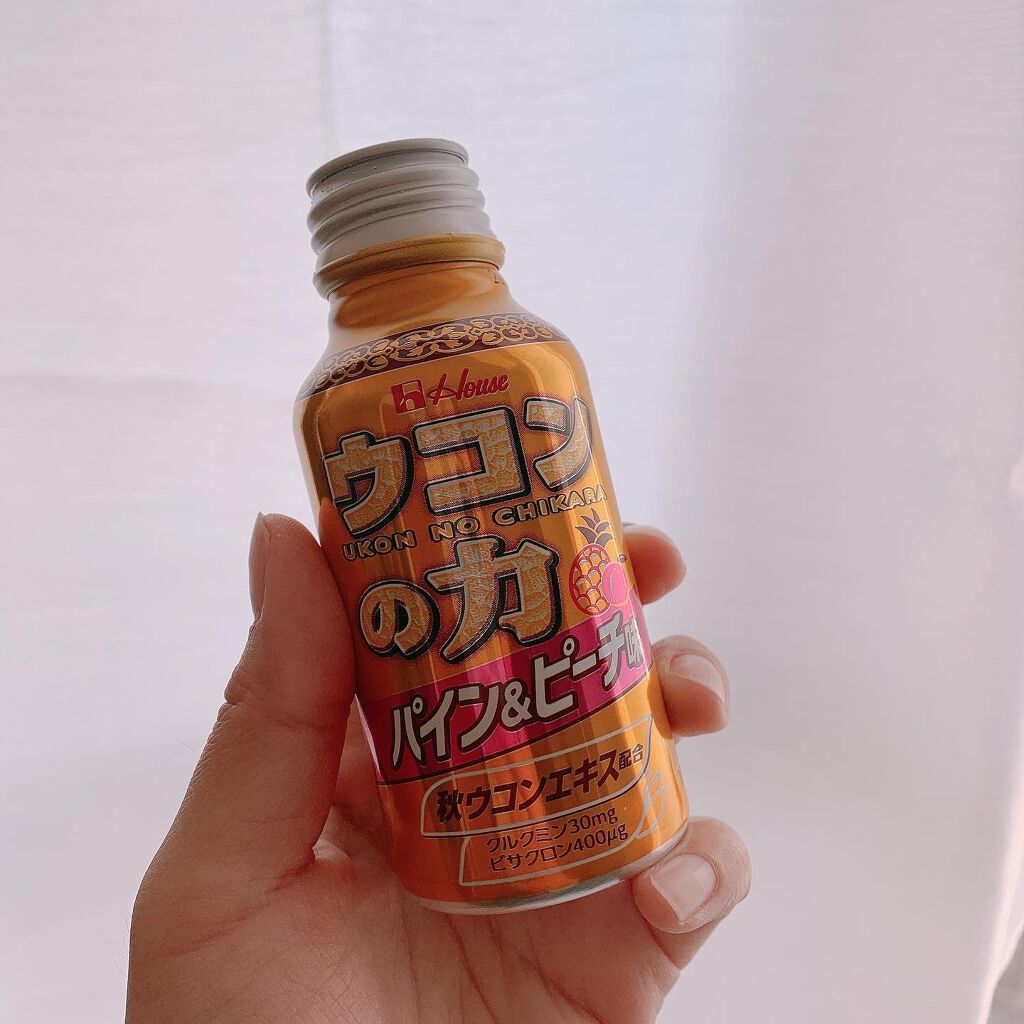 House
ウコン
UKON NO CHIKARA
の力
パイン&ピーチ味
秋ウコンエキス配合
クルクミン30mg
ビサクロン400μg